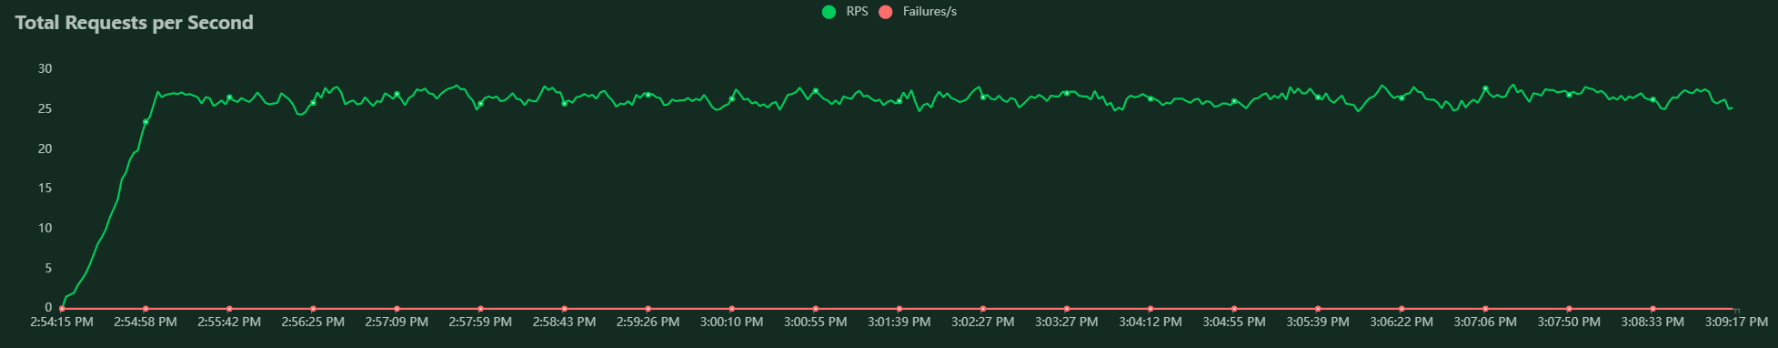 Total Requests per Second
RPS Failures/s
30
25
20
15
10
5
0
2:54:15 PM 2:54:58 PM 2:55:42 PM 2:56:25 PM 2:57:09 PM 2:57:59 PM 2:58:43 PM 2:59:26 PM 3:00:10 PM 3:00:55 PM 3:01:39 PM 3:02:27 PM 3:03:27 PM 3:04:12 PM 3:04:55 PM 3:05:39 PM 3:06:22 PM 3:07:06 PM 3:07:50 PM 3:08:33 PM 3:09:17 PM